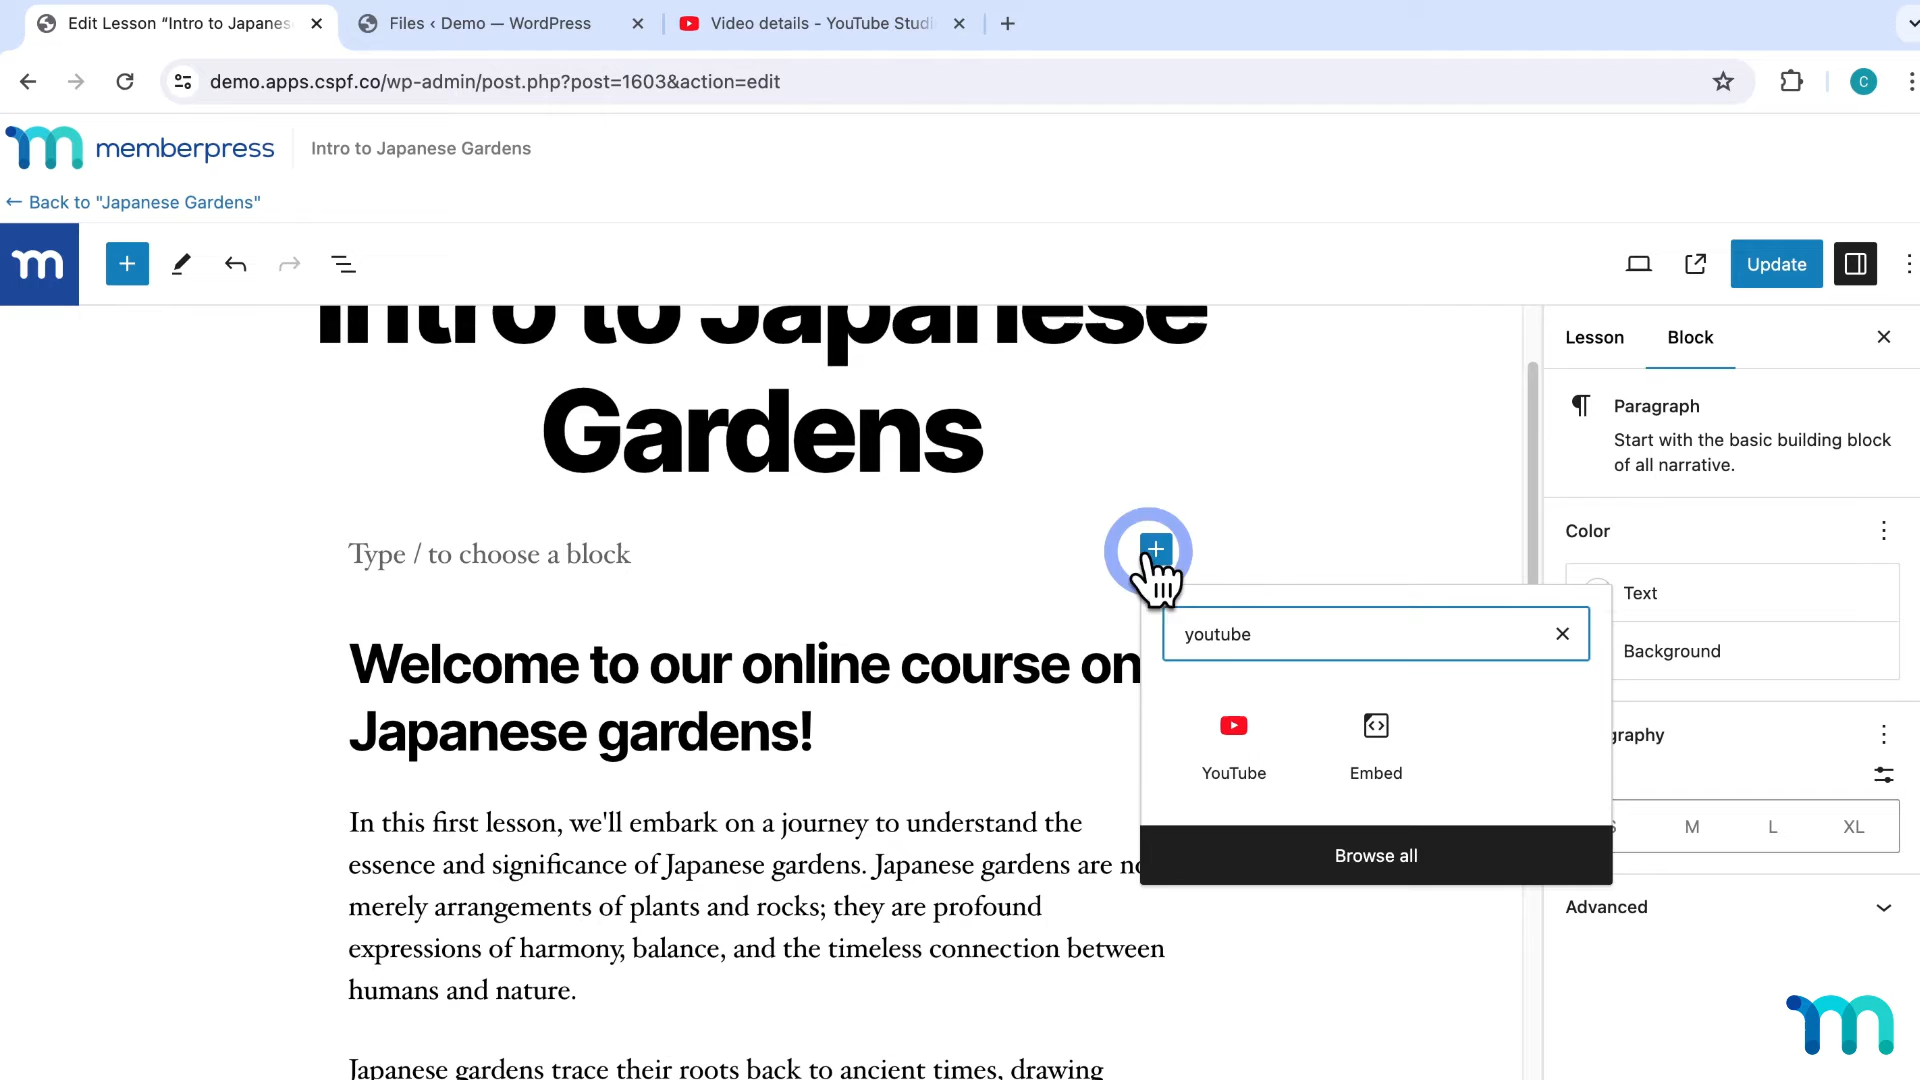 Edit Lesson “Intro to Japanes
Files ‹ Demo — WordPress
Video details - YouTube Studi
demo.apps.cspf.co/wp-admin/post.php?post=1603&action=edit
C
memberpress
Intro to Japanese Gardens
← Back to "Japanese Gardens"
m
Update
Intro to Japanese
Gardens
Type / to choose a block
Welcome to our online course on
Japanese gardens!
In this first lesson, we'll embark on a journey to understand the
essence and significance of Japanese gardens. Japanese gardens are no
merely arrangements of plants and rocks; they are profound
expressions of harmony, balance, and the timeless connection between
humans and nature.
Japanese gardens trace their roots back to ancient times, drawing
youtube
YouTube
Embed
Browse all
Lesson
Block
Paragraph
Start with the basic building block
of all narrative.
Color
Text
Background
graphy
S
M
L
XL
Advanced
m